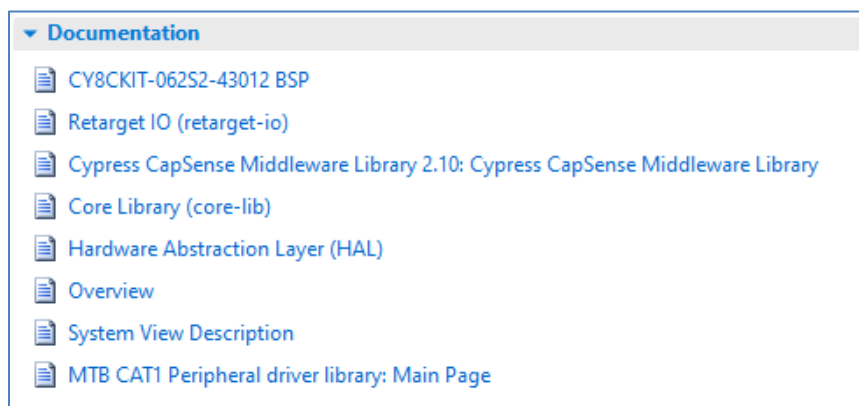 Documentation
CY8CKIT-062S2-43012 BSP
Retarget IO (retarget-io)
Cypress CapSense Middleware Library 2.10: Cypress CapSense Middleware Library
Core Library (core-lib)
Hardware Abstraction Layer (HAL)
Overview
System View Description
MTB CAT1 Peripheral driver library: Main Page